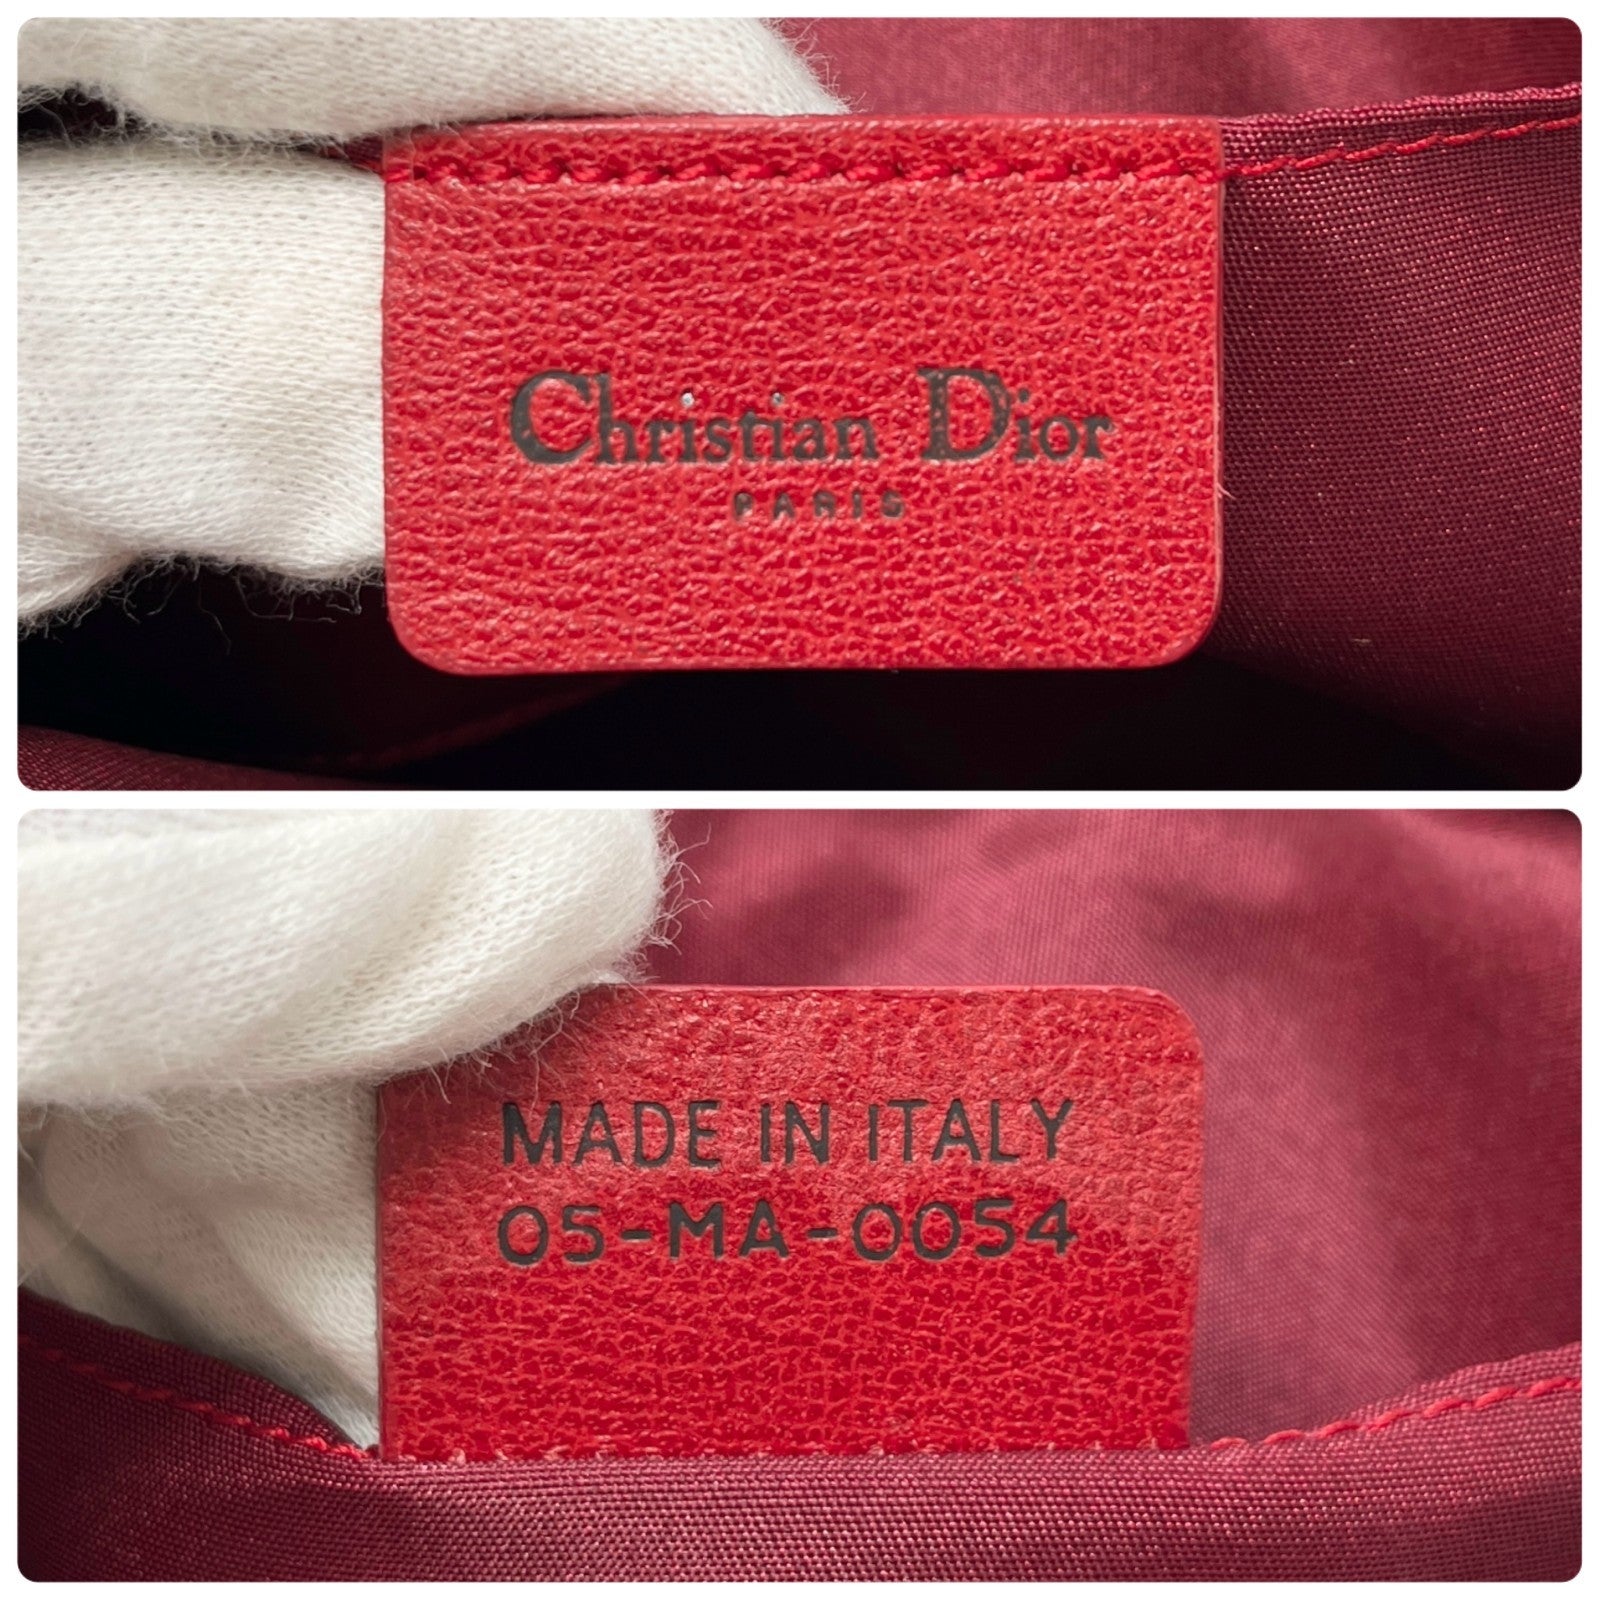 Christian Dior
PARIS
MADE IN ITALY
05-MA-0054